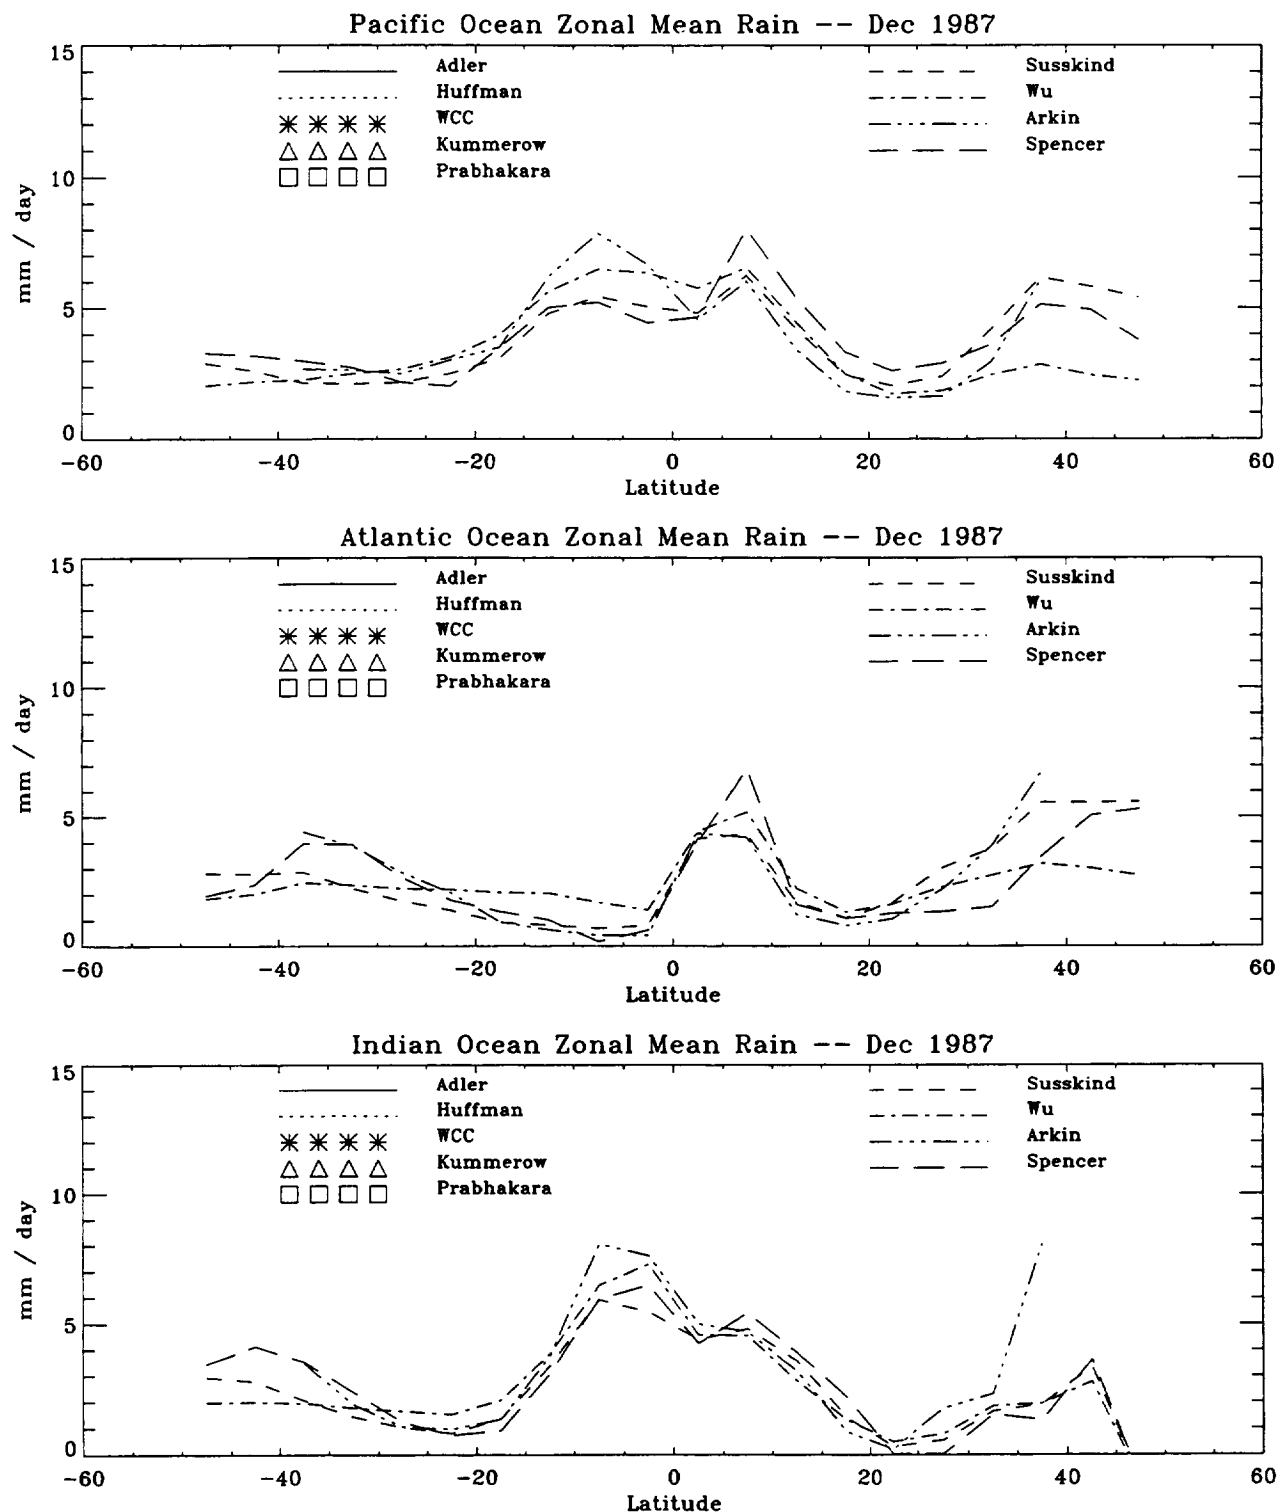 Pacific Ocean Zonal Mean Rain -- Dec 1987
15
Adler
Susskind
Huffman
Wu
WCC
Arkin
Kummerow
Spencer
Prabhakara
10
mm / day
5
0
-60 -40 -20 0 20 40 60
Latitude
Atlantic Ocean Zonal Mean Rain -- Dec 1987
15
Adler
Susskind
Huffman
Wu
WCC
Arkin
Kummerow
Spencer
Prabhakara
10
mm / day
5
0
-60 -40 -20 0 20 40 60
Latitude
Indian Ocean Zonal Mean Rain -- Dec 1987
15
Adler
Susskind
Huffman
Wu
WCC
Arkin
Kummerow
Spencer
Prabhakara
10
mm / day
5
0
-60 -40 -20 0 20 40 60
Latitude